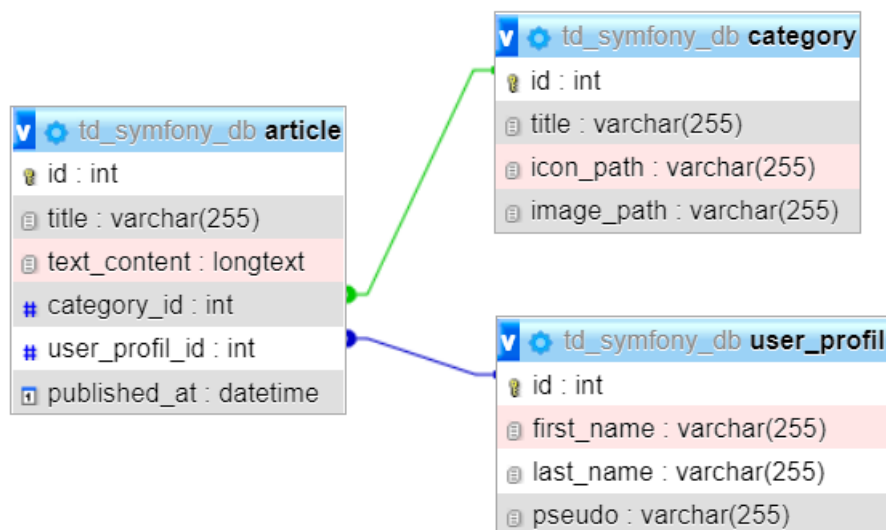 v td_symfony_db article
id : int
title : varchar(255)
text_content : longtext
# category_id : int
# user_profil_id : int
published_at : datetime
v td_symfony_db category
id : int
title : varchar(255)
icon_path : varchar(255)
image_path : varchar(255)
v td_symfony_db user_profil
id : int
first_name : varchar(255)
last_name : varchar(255)
pseudo : varchar(255)